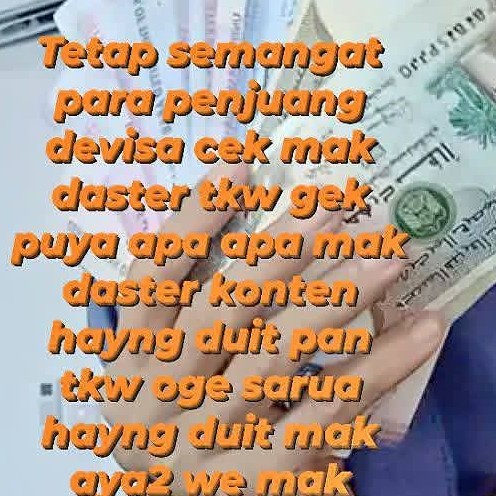 Tetap semangat
para penjuang
devisa cek mak
daster tkw gek
puya apa apa mak
daster konten
hayng duit pan
tkw oge sarua
hayng duit mak
aya2 we mak